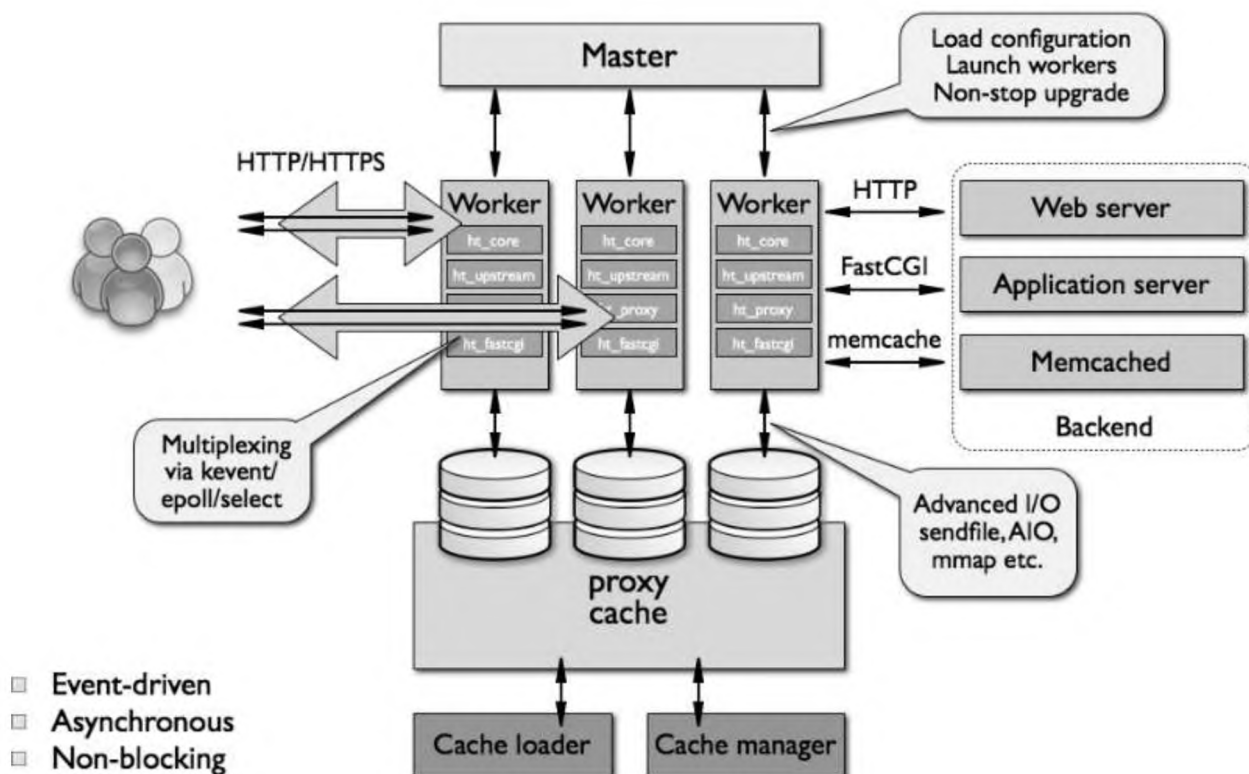 Master
Load configuration
Launch workers
Non-stop upgrade
HTTP/HTTPS
Worker
ht_core
ht_upstream
ht_fastcgi
Worker
ht_core
ht_upstream
ht_fastcgi
Worker
ht_core
ht_upstream
ht_proxy
ht_fastcgi
HTTP
FastCGI
memcache
Web server
Application server
Memcached
Backend
Multiplexing
via kevent/
epoll/select
Advanced I/O
sendfile, AIO,
mmap etc.
proxy
cache
Cache loader
Cache manager
Event-driven
Asynchronous
Non-blocking